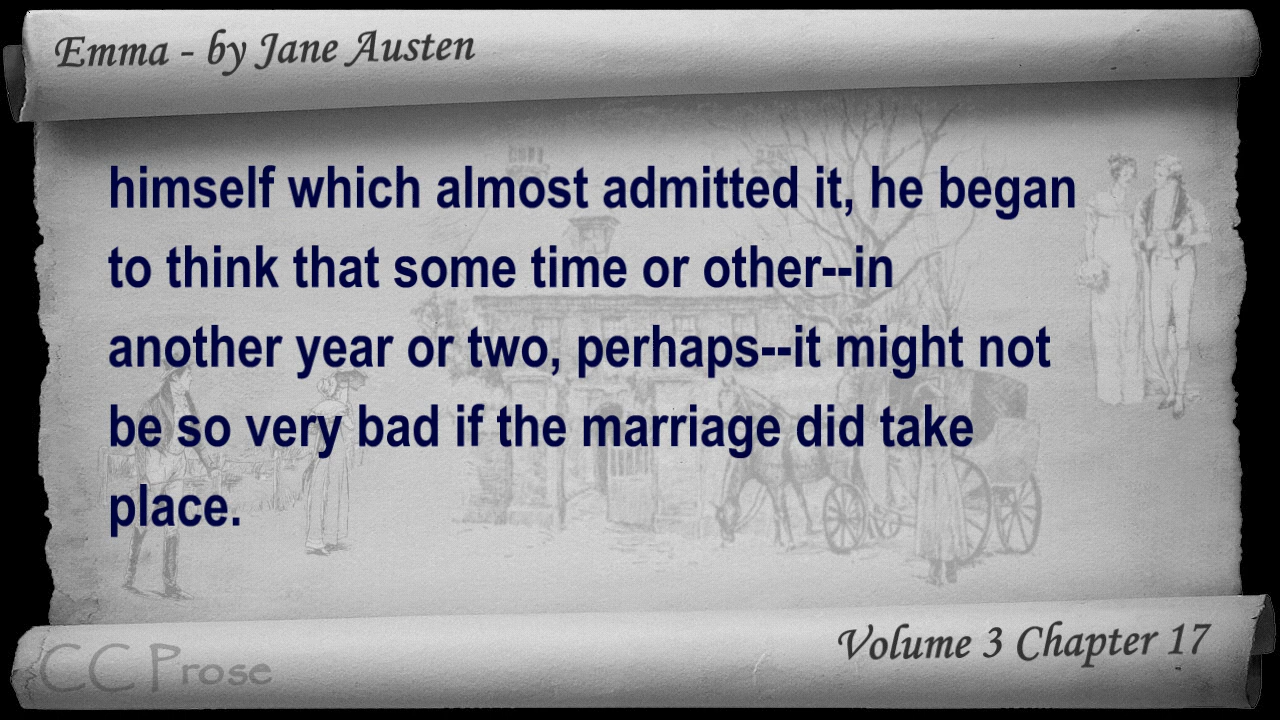 Emma - by Jane Austen
himself which almost admitted it, he began
to think that some time or other--in
another year or two, perhaps--it might not
be so very bad if the marriage did take
place.
Volume 3 Chapter 17
CC Prose